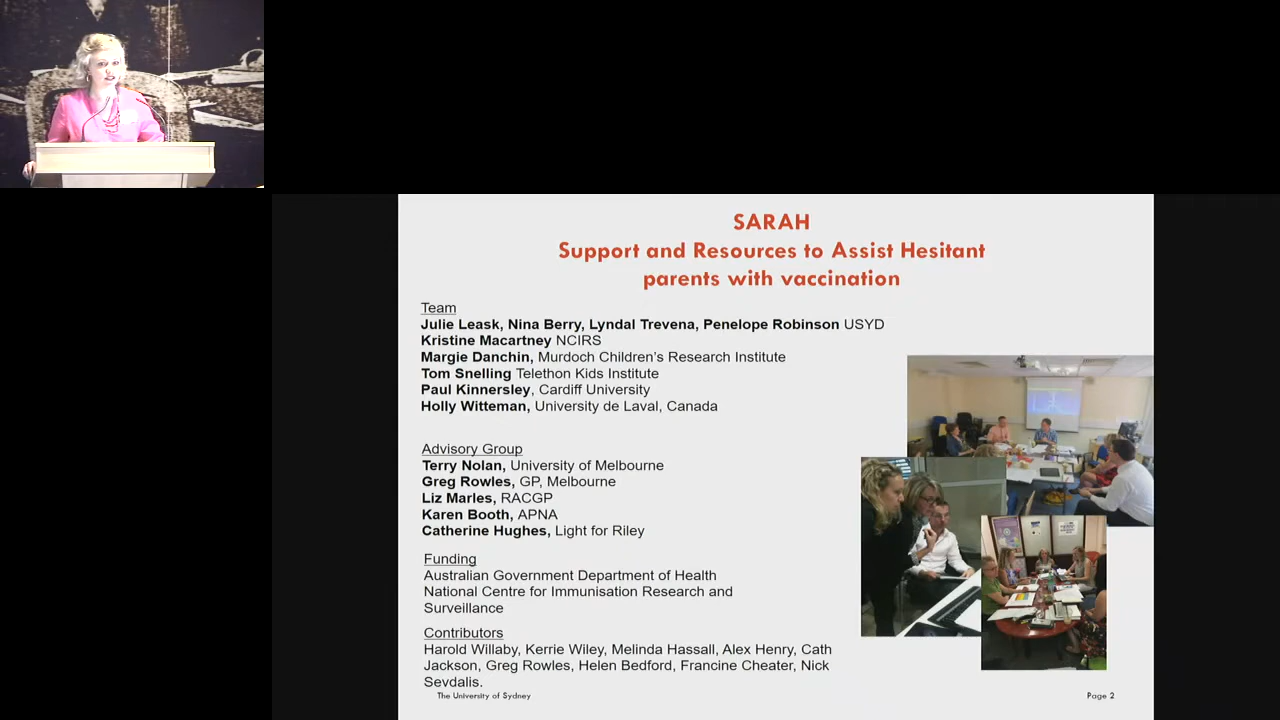 SARAH
Support and Resources to Assist Hesitant
parents with vaccination
Team
Julie Leask, Nina Berry, Lyndal Trevena, Penelope Robinson USYD
Kristine Macartney NCIRS
Margie Danchin, Murdoch Children's Research Institute
Tom Snelling Telethon Kids Institute
Paul Kinnersley, Cardiff University
Holly Witteman, University de Laval, Canada
Advisory Group
Terry Nolan, University of Melbourne
Greg Rowles, GP, Melbourne
Liz Marles, RACGP
Karen Booth, APNA
Catherine Hughes, Light for Riley
Funding
Australian Government Department of Health
National Centre for Immunisation Research and
Surveillance
Contributors
Harold Willaby, Kerrie Wiley, Melinda Hassall, Alex Henry, Cath
Jackson, Greg Rowles, Helen Bedford, Francine Cheater, Nick
Sevdalis.
The University of Sydney
Page 2